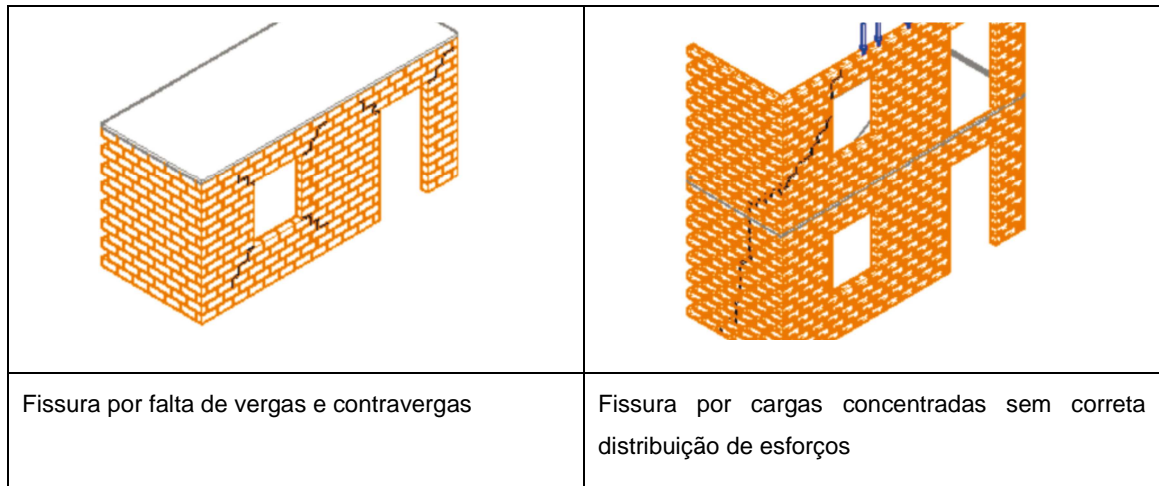 Fissura por falta de vergas e contravergas
Fissura por cargas concentradas sem correta
distribuição de esforços